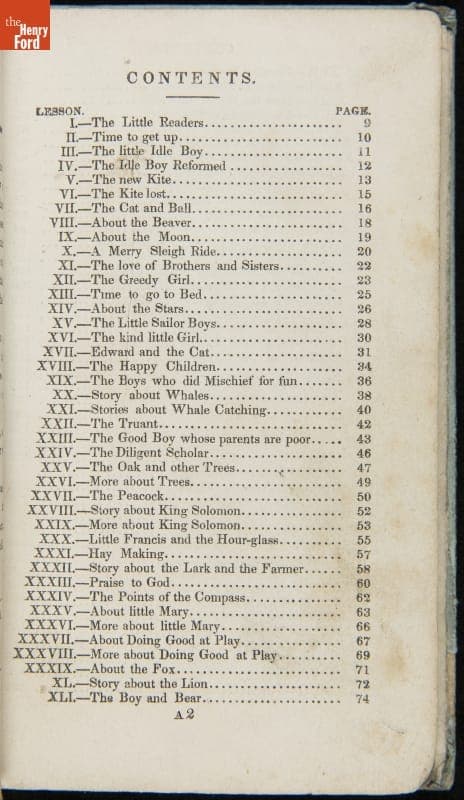 the
Henry
Ford
CONTENTS.
LESSON. PAGE.
I.—The Little Readers........................ 9
II.—Time to get up........................... 10
III.—The little Idle Boy........................ 11
IV.—The Idle Boy Reformed.................... 12
V.—The new Kite............................ 13
VI.—The Kite lost............................ 15
VII.—The Cat and Ball......................... 16
VIII.—About the Beaver......................... 18
IX.—About the Moon......................... 19
X.—A Merry Sleigh Ride...................... 20
XI.—The love of Brothers and Sisters........... 22
XII.—The Greedy Girl......................... 23
XIII.—Time to go to Bed........................ 25
XIV.—About the Stars.......................... 26
XV.—The Little Sailor Boys.................... 28
XVI.—The kind little Girl....................... 30
XVII.—Edward and the Cat....................... 31
XVIII.—The Happy Children...................... 34
XIX.—The Boys who did Mischief for fun......... 36
XX.—Story about Whales....................... 38
XXI.—Stories about Whale Catching.............. 40
XXII.—The Truant.............................. 42
XXIII.—The Good Boy whose parents are poor..... 43
XXIV.—The Diligent Scholar...................... 46
XXV.—The Oak and other Trees.................. 47
XXVI.—More about Trees......................... 49
XXVII.—The Peacock............................. 50
XXVIII.—Story about King Solomon................. 52
XXIX.—More about King Solomon................. 53
XXX.—Little Francis and the Hour-glass........... 55
XXXI.—Hay Making............................. 57
XXXII.—Story about the Lark and the Farmer....... 58
XXXIII.—Praise to God............................ 60
XXXIV.—The Points of the Compass................ 62
XXXV.—About little Mary......................... 63
XXXVI.—More about little Mary.................... 66
XXXVII.—About Doing Good at Play................ 67
XXXVIII.—More about Doing Good at Play........... 69
XXXIX.—About the Fox........................... 71
XL.—Story about the Lion...................... 72
XLI.—The Boy and Bear........................ 74
A2